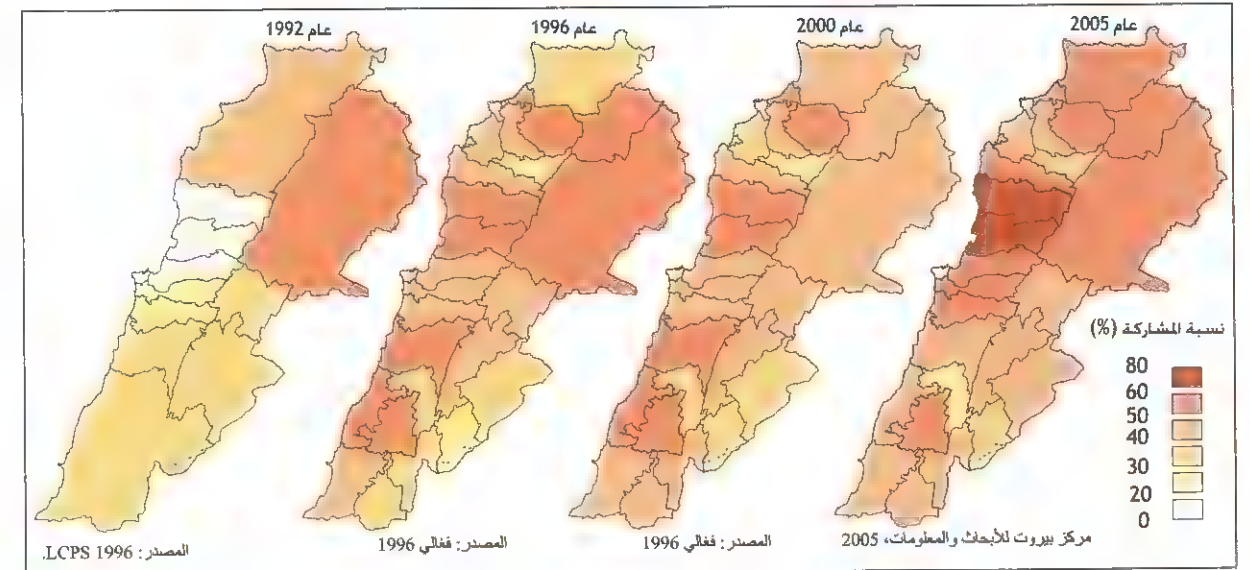 عام 1992
عام 1996
عام 2000
عام 2005
نسبة المشاركة (%)
80
60
50
40
30
20
0
المصدر: LCPS 1996.
المصدر: فغالي 1996
المصدر: فغالي 1996
مركز بيروت للأبحاث والمعلومات، 2005